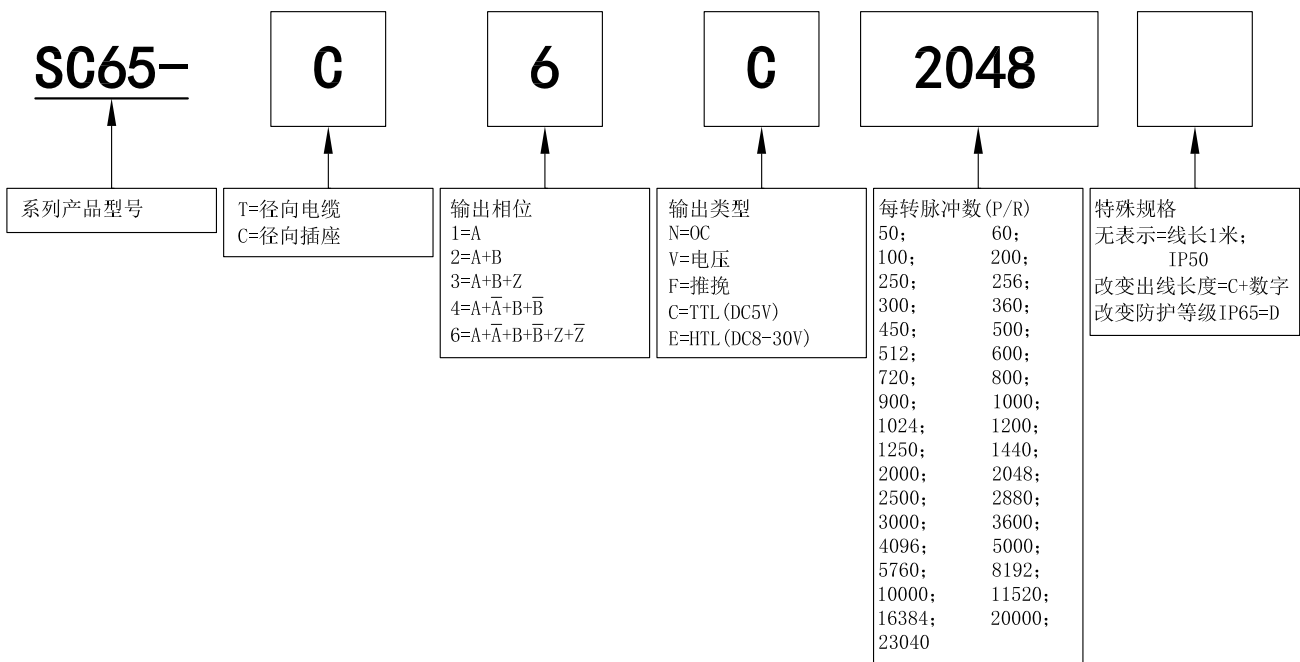 SC65- C 6 C 2048
系列产品型号
T=径向电缆
C=径向插座
输出相位
1=A
2=A+B
3=A+B+Z
4=A+A̅+B+B̅
6=A+A̅+B+B̅+Z+Z̅
输出类型
N=OC
V=电压
F=推挽
C=TTL(DC5V)
E=HTL(DC8-30V)
每转脉冲数(P/R)
50; 60;
100; 200;
250; 256;
300; 360;
450; 500;
512; 600;
720; 800;
900; 1000;
1024; 1200;
1250; 1440;
2000; 2048;
2500; 2880;
3000; 3600;
4096; 5000;
5760; 8192;
10000; 11520;
16384; 20000;
23040
特殊规格
无表示=线长1米;
IP50
改变出线长度=C+数字
改变防护等级IP65=D